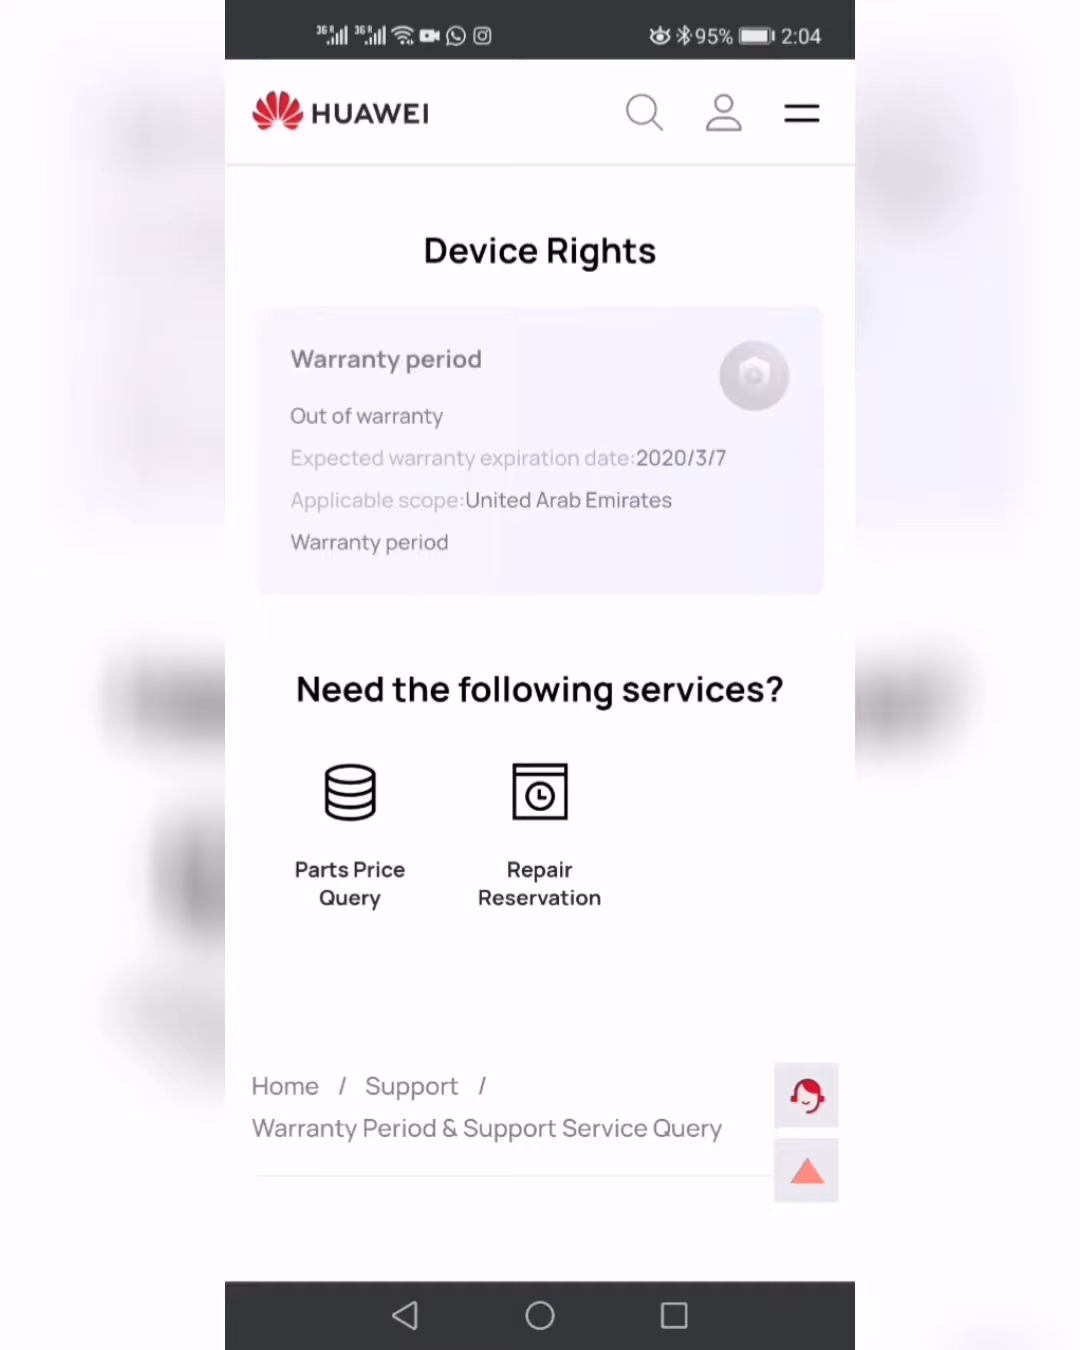 95% 2:04
HUAWEI
Device Rights
Warranty period
Out of warranty
Expected warranty expiration date:2020/3/7
Applicable scope:United Arab Emirates
Warranty period
Need the following services?
Parts Price
Query
Repair
Reservation
Home / Support /
Warranty Period & Support Service Query